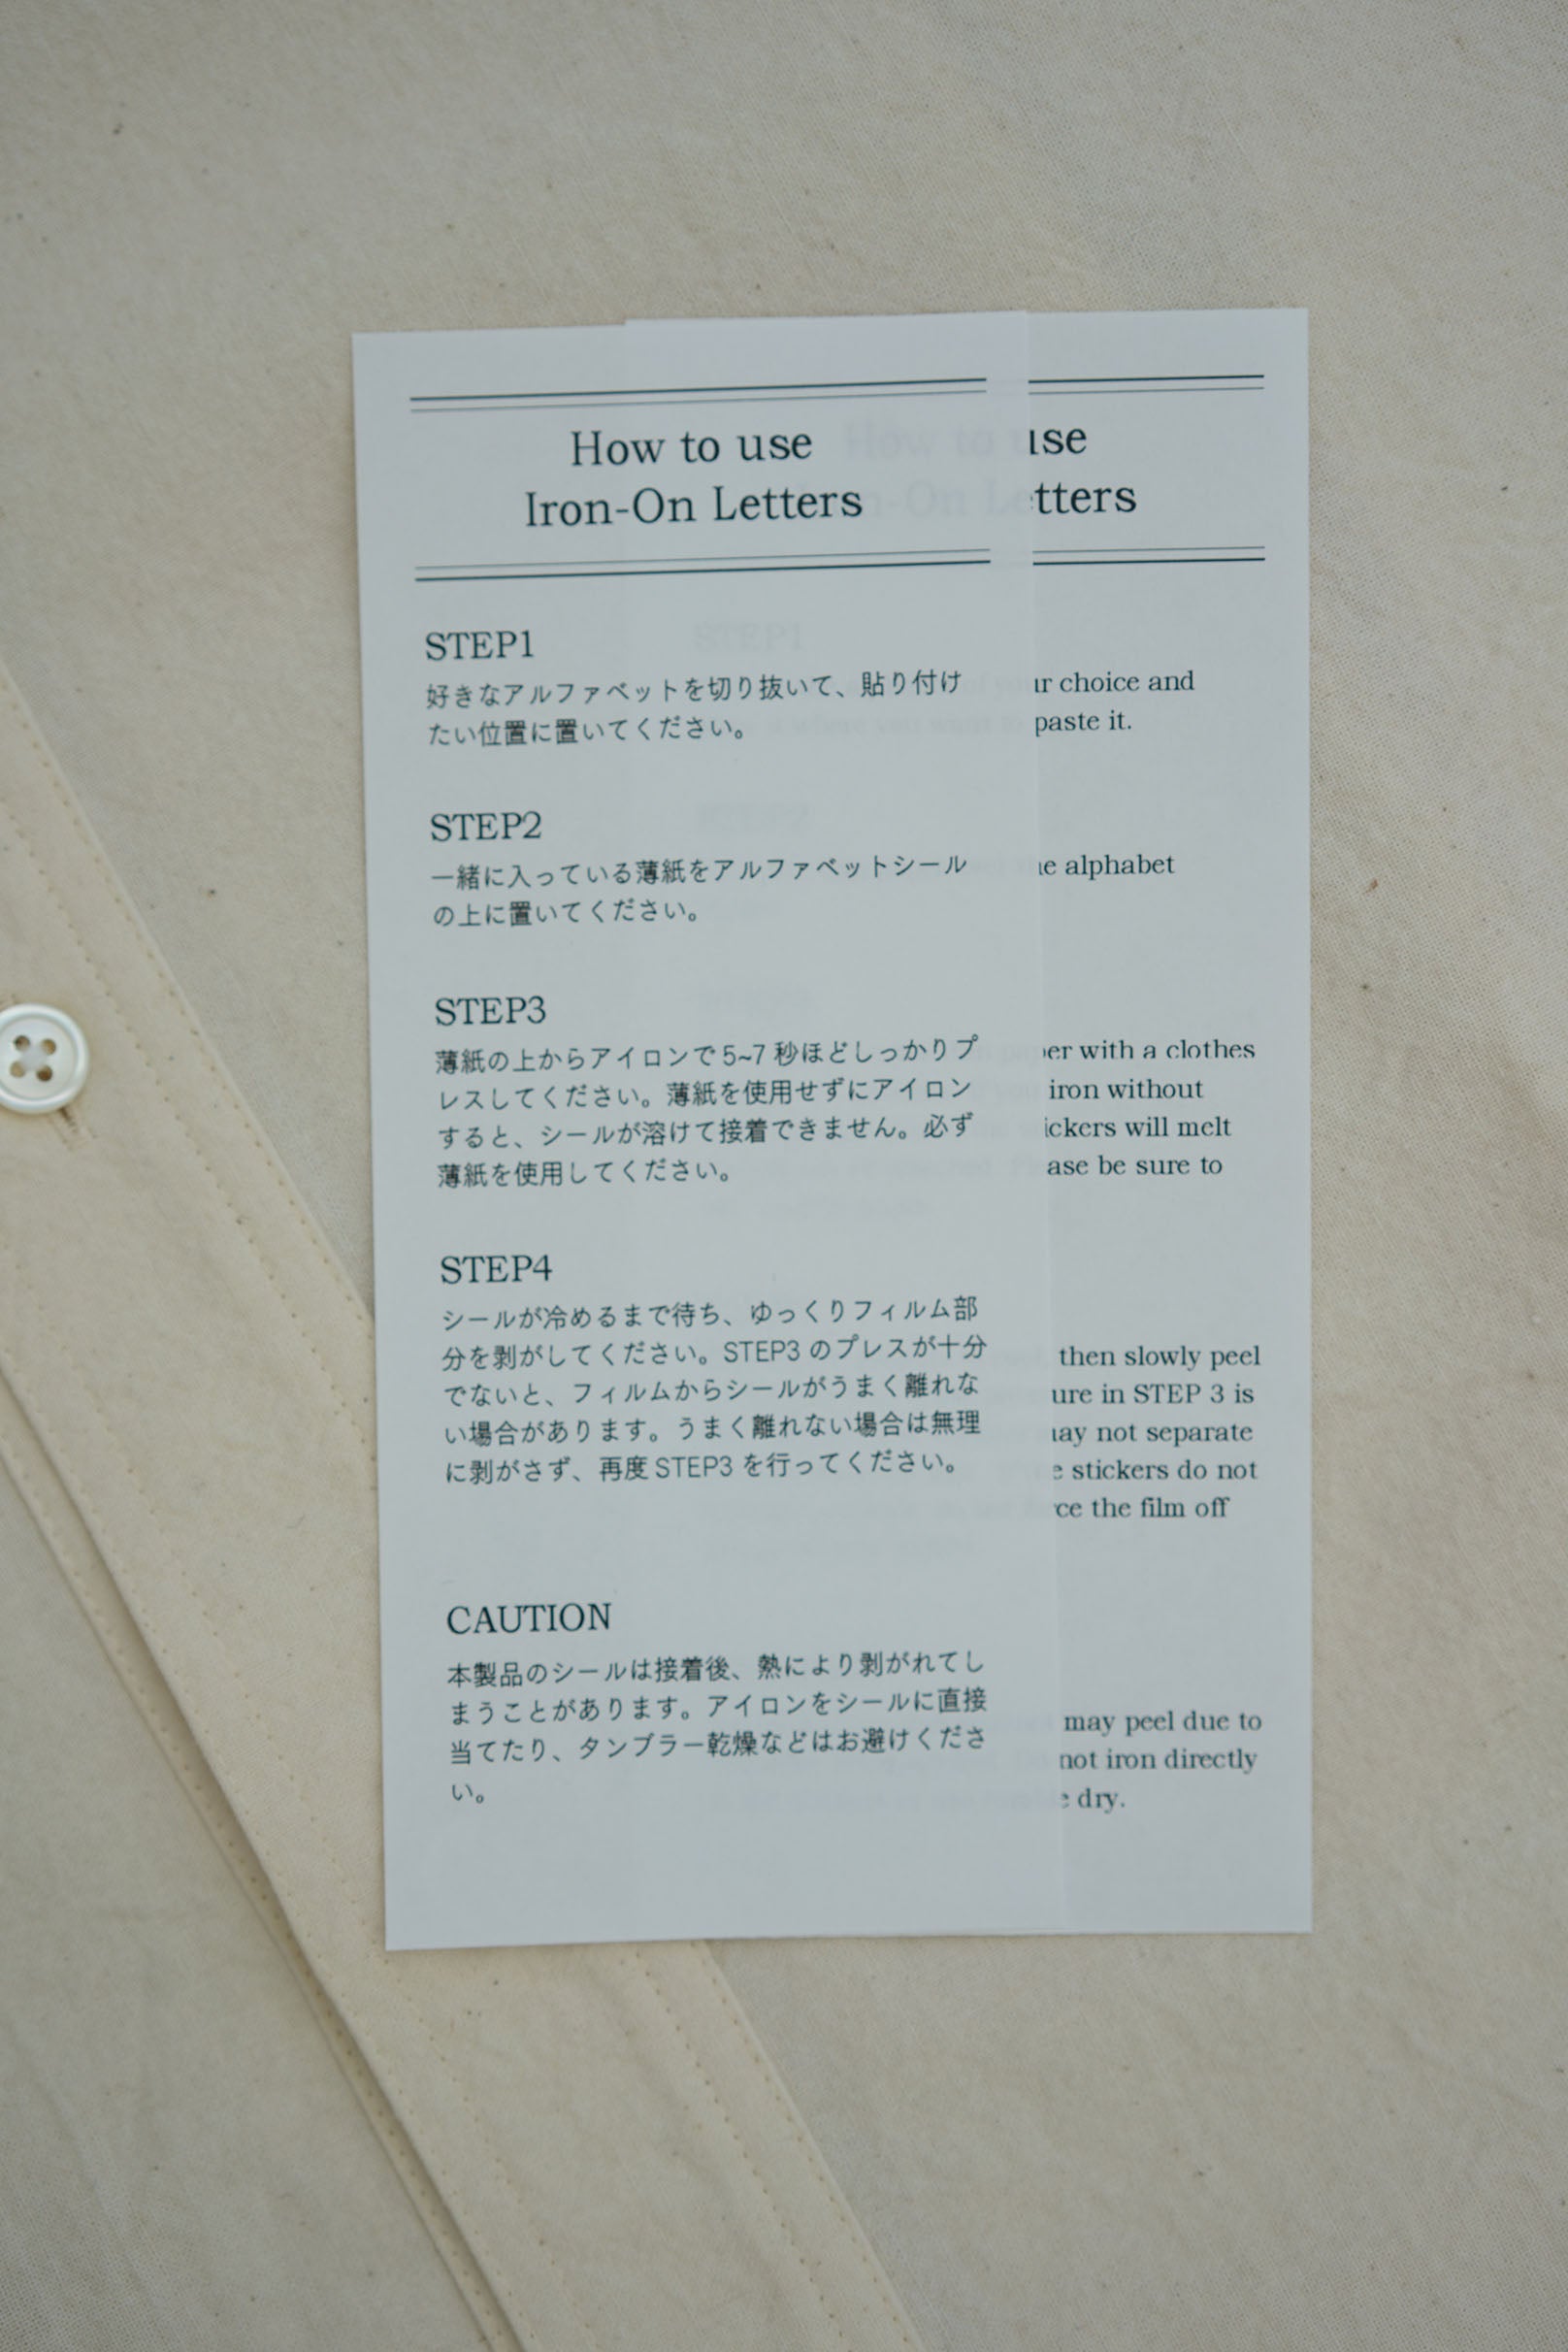 How to use
Iron-On Letters
STEP1
好きなアルファベットを切り抜いて、貼り付け
たい位置に置いてください。
STEP2
一緒に入っている薄紙をアルファベットシール
の上に置いてください。
STEP3
薄紙の上からアイロンで5~7秒ほどしっかりプ
レスしてください。薄紙を使用せずにアイロン
すると、シールが溶けて接着できません。必ず
薄紙を使用してください。
STEP4
シールが冷めるまで待ち、ゆっくりフィルム部
分を剥がしてください。STEP3のプレスが十分
でないと、フィルムからシールがうまく離れな
い場合があります。うまく離れない場合は無理
に剥がさず、再度STEP3を行ってください。
CAUTION
本製品のシールは接着後、熱により剥がれてし
まうことがあります。アイロンをシールに直接
当てたり、タンブラー乾燥などはお避けくださ
い。
use
tters
choice and
paste it.
alphabet
with a clothes
iron without
ickers will melt
ase be sure to
then slowly peel
ure in STEP 3 is
may not separate
stickers do not
ce the film off
may peel due to
not iron directly
dry.